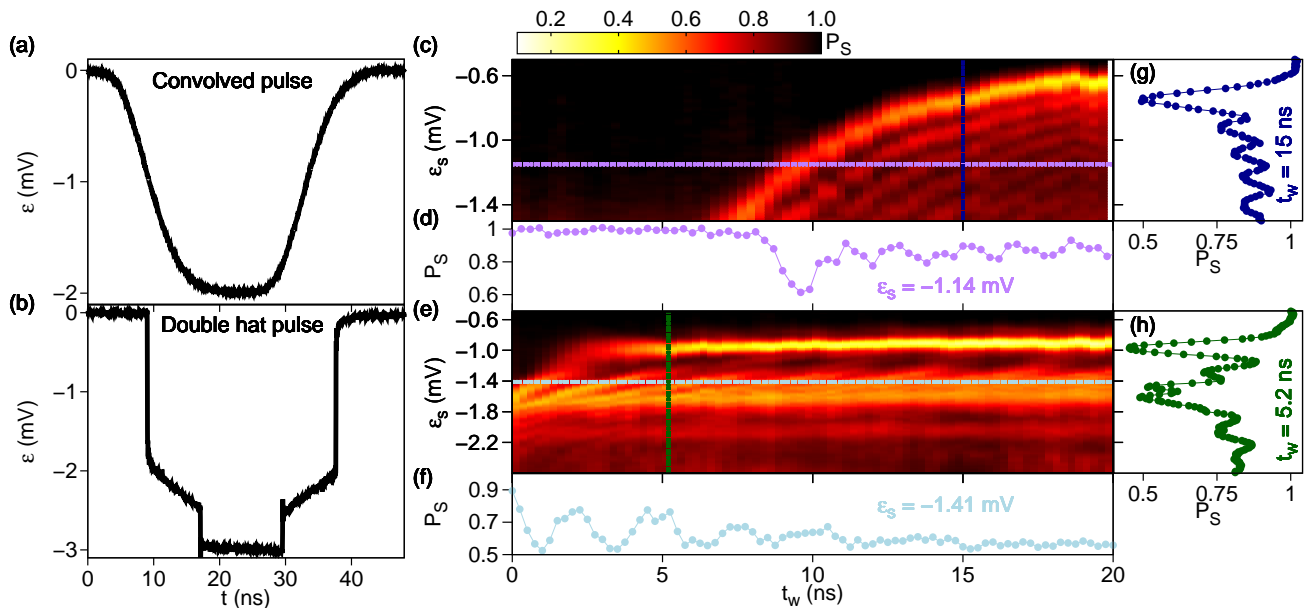 0.2 0.4 0.6 0.8 1.0
P_S
(a)
Convolved pulse
0
−1
−2
ε (mV)
(b)
Double hat pulse
0
−1
−2
−3
ε (mV)
0 10 20 30 40
t (ns)
(c)
−0.6
−1.0
−1.4
ε_s (mV)
(d)
1
0.8
0.6
P_S
ε_s = −1.14 mV
(e)
−0.6
−1.0
−1.4
−1.8
−2.2
ε_s (mV)
(f)
0.9
0.7
0.5
P_S
ε_s = −1.41 mV
0 5 10 15 20
t_w (ns)
(g)
t_w = 15 ns
0.5 0.75 1
P_S
(h)
t_w = 5.2 ns
0.5 0.75 1
P_S